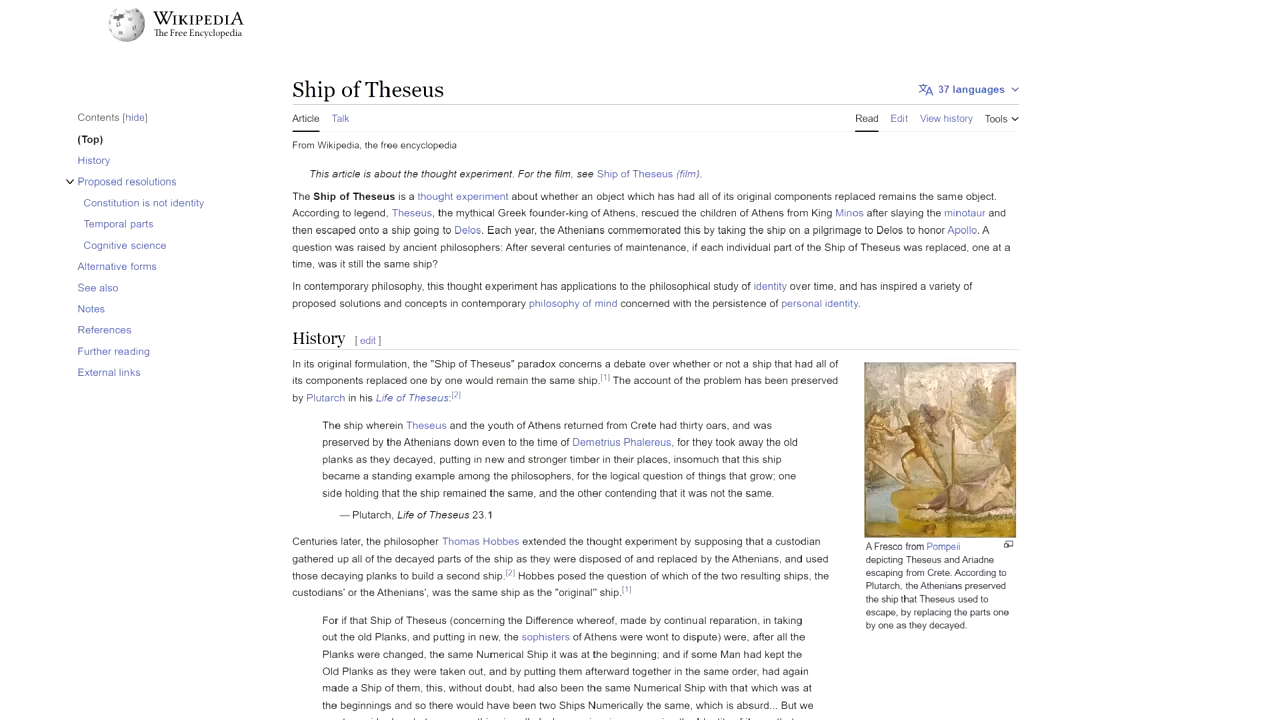 WIKIPEDIA
The Free Encyclopedia
Ship of Theseus
37 languages
Contents [hide]
(Top)
History
Proposed resolutions
Constitution is not identity
Temporal parts
Cognitive science
Alternative forms
See also
Notes
References
Further reading
External links
Article Talk
Read Edit View history Tools
From Wikipedia, the free encyclopedia
This article is about the thought experiment. For the film, see Ship of Theseus (film).
The Ship of Theseus is a thought experiment about whether an object which has had all of its original components replaced remains the same object.
According to legend, Theseus, the mythical Greek founder-king of Athens, rescued the children of Athens from King Minos after slaying the minotaur and
then escaped onto a ship going to Delos. Each year, the Athenians commemorated this by taking the ship on a pilgrimage to Delos to honor Apollo. A
question was raised by ancient philosophers: After several centuries of maintenance, if each individual part of the Ship of Theseus was replaced, one at a
time, was it still the same ship?
In contemporary philosophy, this thought experiment has applications to the philosophical study of identity over time, and has inspired a variety of
proposed solutions and concepts in contemporary philosophy of mind concerned with the persistence of personal identity.
History [ edit ]
In its original formulation, the "Ship of Theseus" paradox concerns a debate over whether or not a ship that had all of
its components replaced one by one would remain the same ship.[1] The account of the problem has been preserved
by Plutarch in his Life of Theseus:[2]
The ship wherein Theseus and the youth of Athens returned from Crete had thirty oars, and was
preserved by the Athenians down even to the time of Demetrius Phalereus, for they took away the old
planks as they decayed, putting in new and stronger timber in their places, insomuch that this ship
became a standing example among the philosophers, for the logical question of things that grow; one
side holding that the ship remained the same, and the other contending that it was not the same.
— Plutarch, Life of Theseus 23.1
Centuries later, the philosopher Thomas Hobbes extended the thought experiment by supposing that a custodian
gathered up all of the decayed parts of the ship as they were disposed of and replaced by the Athenians, and used
those decaying planks to build a second ship.[2] Hobbes posed the question of which of the two resulting ships, the
custodians' or the Athenians', was the same ship as the "original" ship.[1]
For if that Ship of Theseus (concerning the Difference whereof, made by continual reparation, in taking
out the old Planks, and putting in new, the sophisters of Athens were wont to dispute) were, after all the
Planks were changed, the same Numerical Ship it was at the beginning; and if some Man had kept the
Old Planks as they were taken out, and by putting them afterward together in the same order, had again
made a Ship of them, this, without doubt, had also been the same Numerical Ship with that which was at
the beginnings and so there would have been two Ships Numerically the same, which is absurd... But we
A Fresco from Pompeii
depicting Theseus and Ariadne
escaping from Crete. According to
Plutarch, the Athenians preserved
the ship that Theseus used to
escape, by replacing the parts one
by one as they decayed.